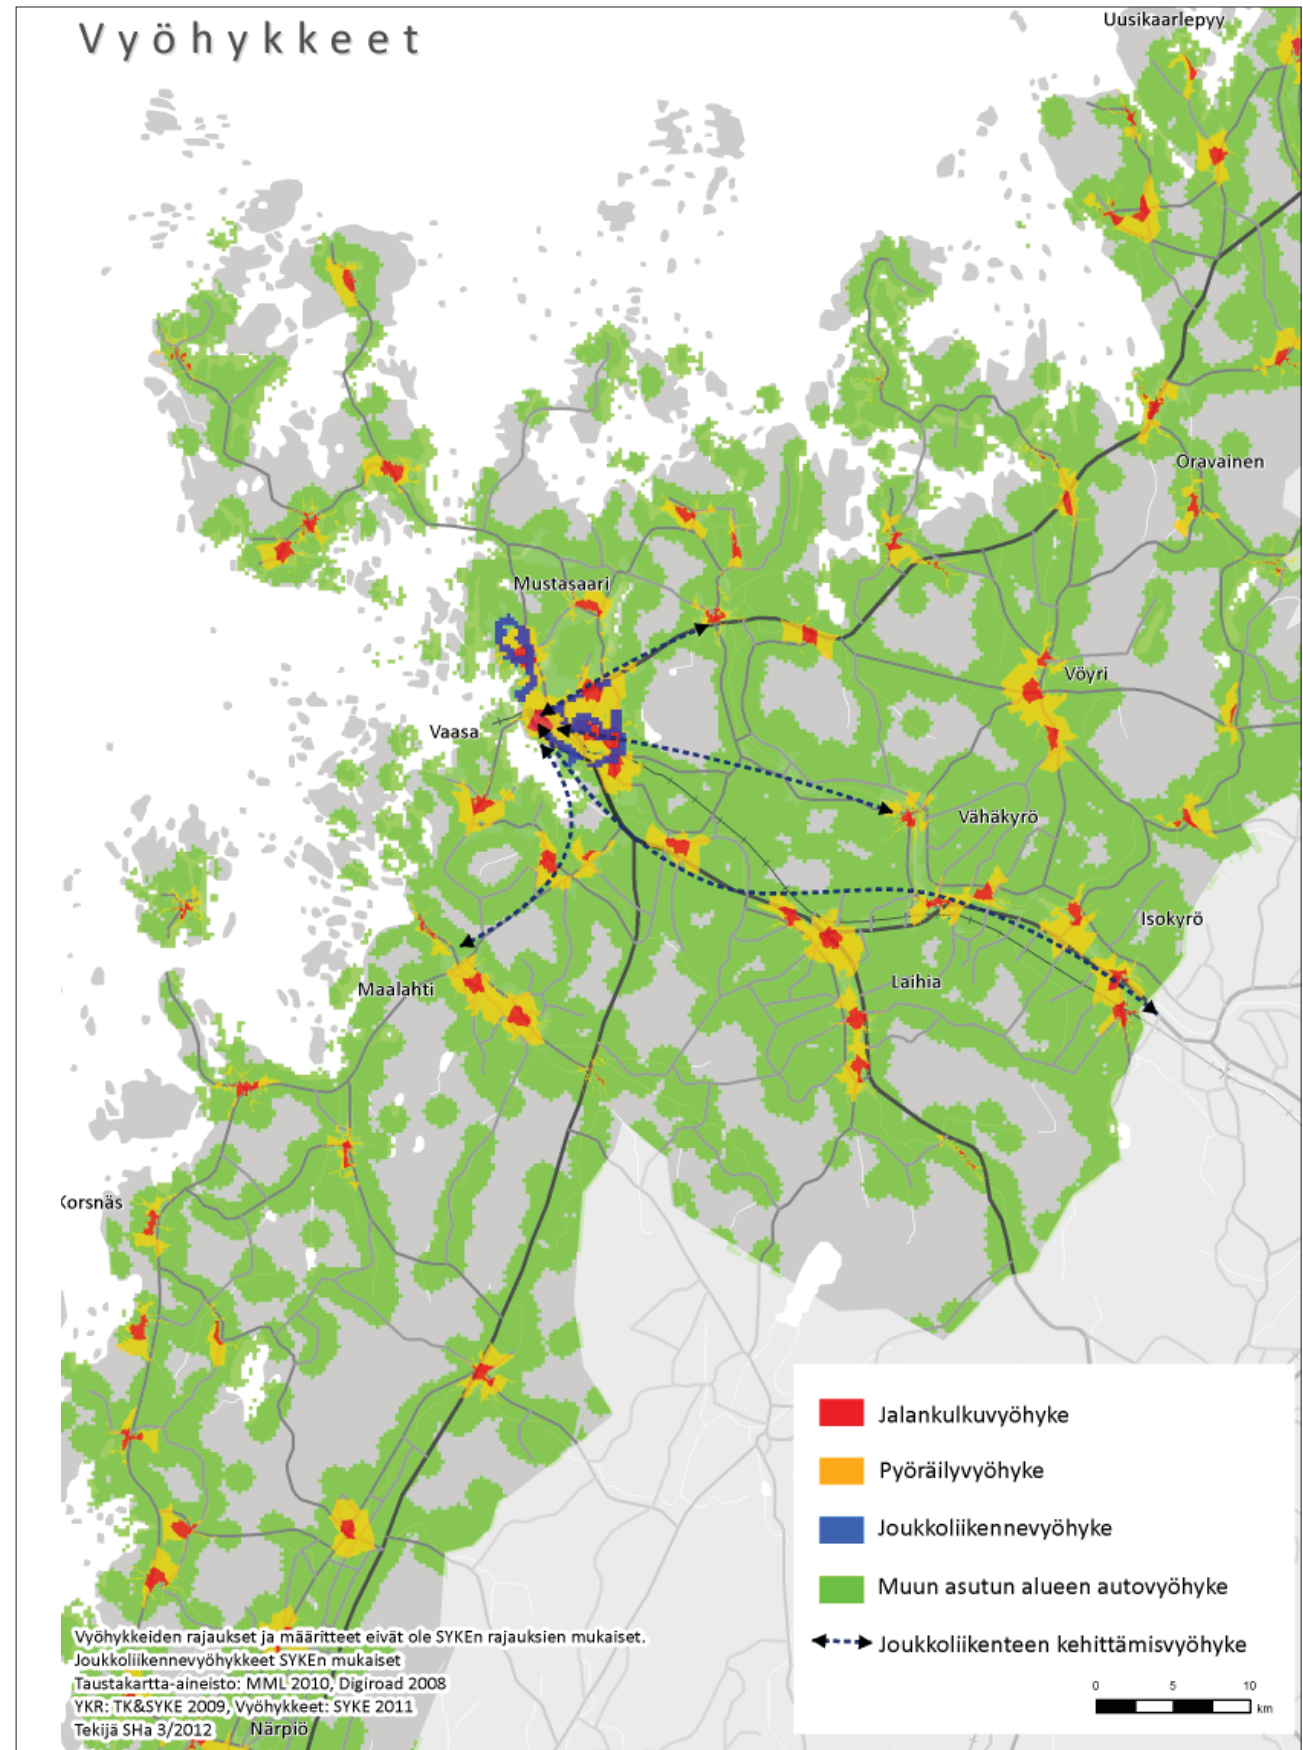 Vyöhykkeet
Uusikaarlepyy
Oravainen
Mustasaari
Vöyri
Vaasa
Vähäkyrö
Isokyrö
Laihia
Maalahti
Korsnäs
Jalankulkuvyöhyke
Pyöräilyvyöhyke
Joukkoliikennevyöhyke
Muun asutun alueen autovyöhyke
Joukkoliikenteen kehittämisvyöhyke
0 5 10
km
Vyöhykkeiden rajaukset ja määritteet eivät ole SYKEn rajauksien mukaiset.
Joukkoliikennevyöhykkeet SYKEn mukaiset
Taustakartta-aineisto: MML 2010, Digiroad 2008
YKR: TK&SYKE 2009, Vyöhykkeet: SYKE 2011
Tekijä SHa 3/2012
Närpiö